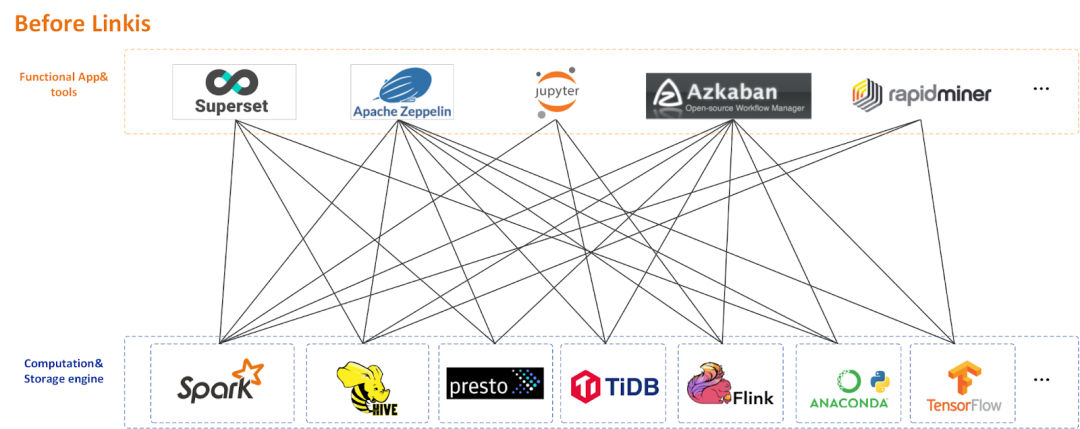 Before Linkis
Functional App&
tools
Superset
Apache Zeppelin
jupyter
Azkaban
Open-source Workflow Manager
rapidminer
...
Computation&
Storage engine
Spark
HIVE
presto
TiDB
Flink
ANACONDA
TensorFlow
...